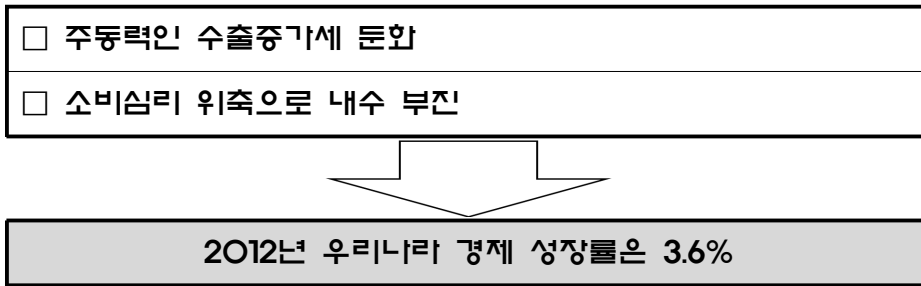 □ 주동력인 수출증가세 둔화
□ 소비심리 위축으로 내수 부진
2012년 우리나라 경제 성장률은 3.6%